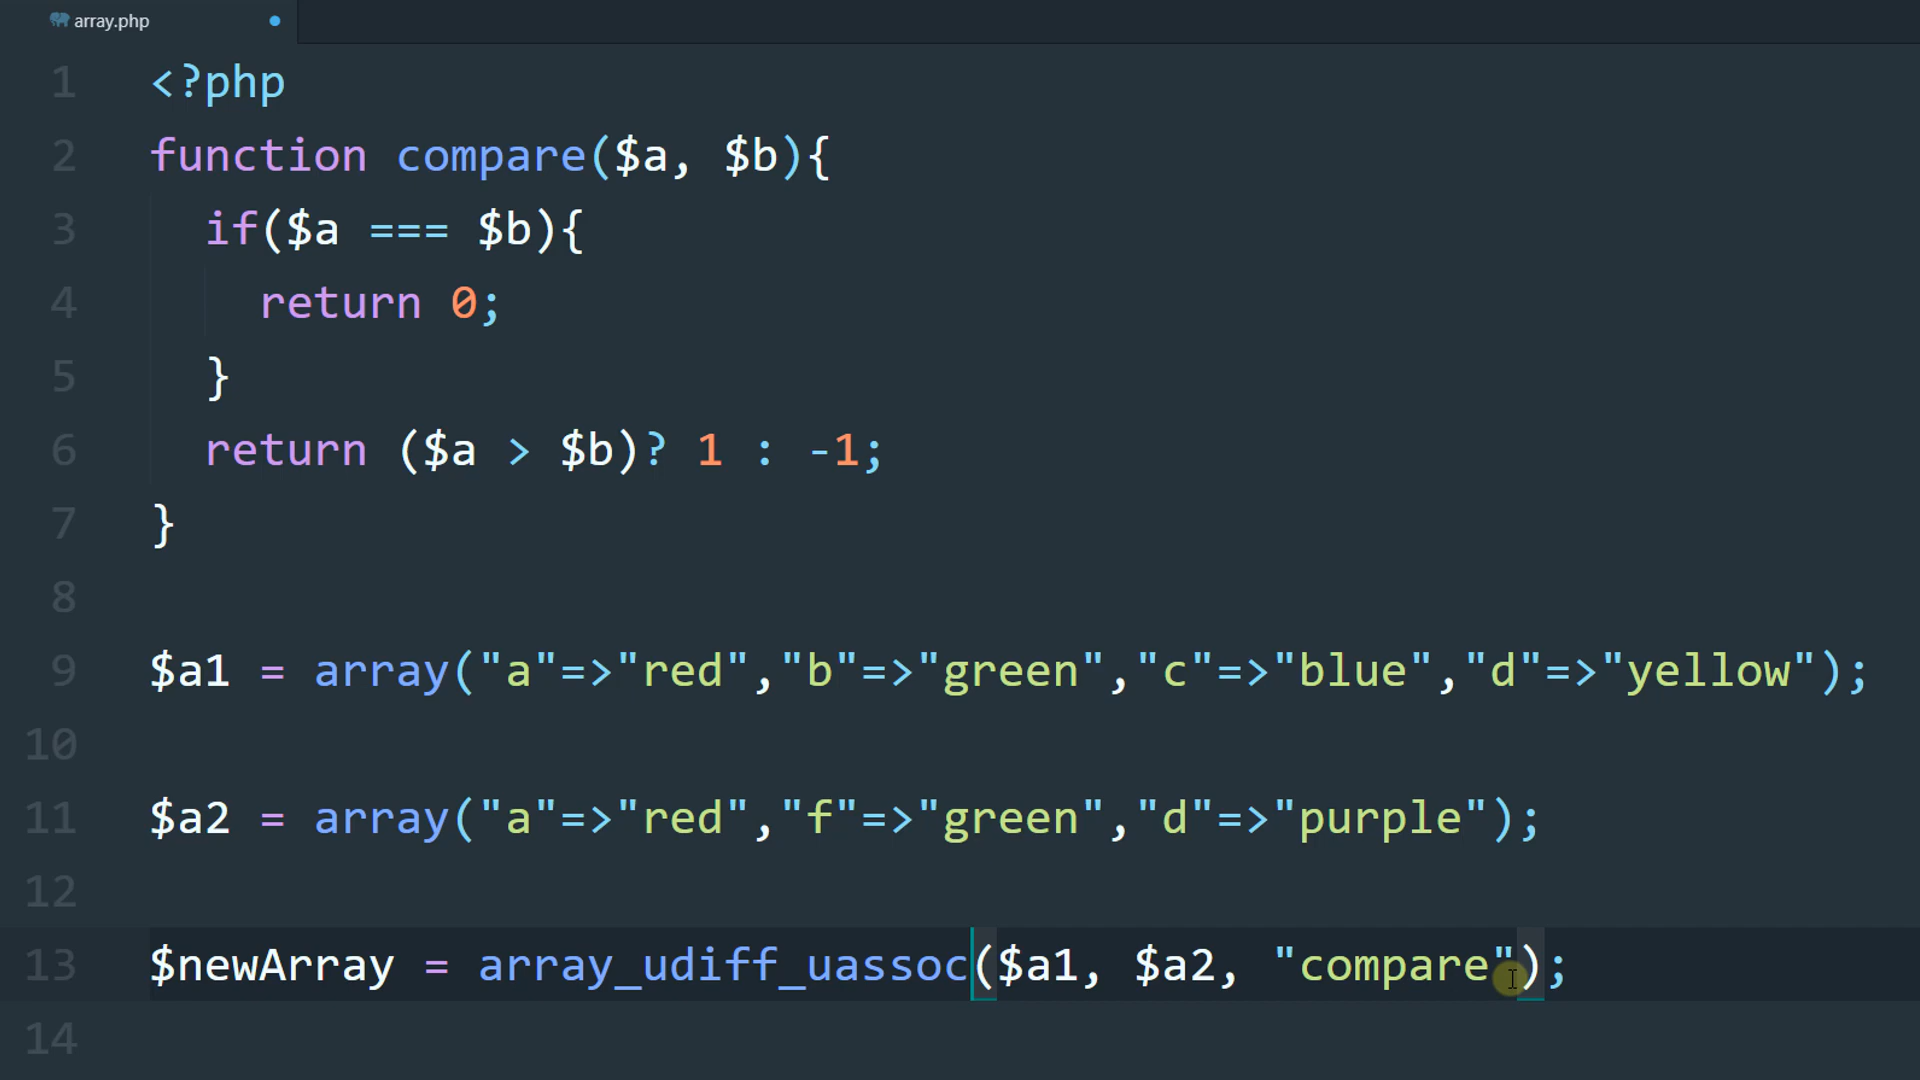 array.php
1 <?php
2 function compare($a, $b){
3 if($a === $b){
4 return 0;
5 }
6 return ($a > $b)? 1 : -1;
7 }
8
9 $a1 = array("a"=>"red","b"=>"green","c"=>"blue","d"=>"yellow");
10
11 $a2 = array("a"=>"red","f"=>"green","d"=>"purple");
12
13 $newArray = array_udiff_uassoc($a1, $a2, "compare");
14